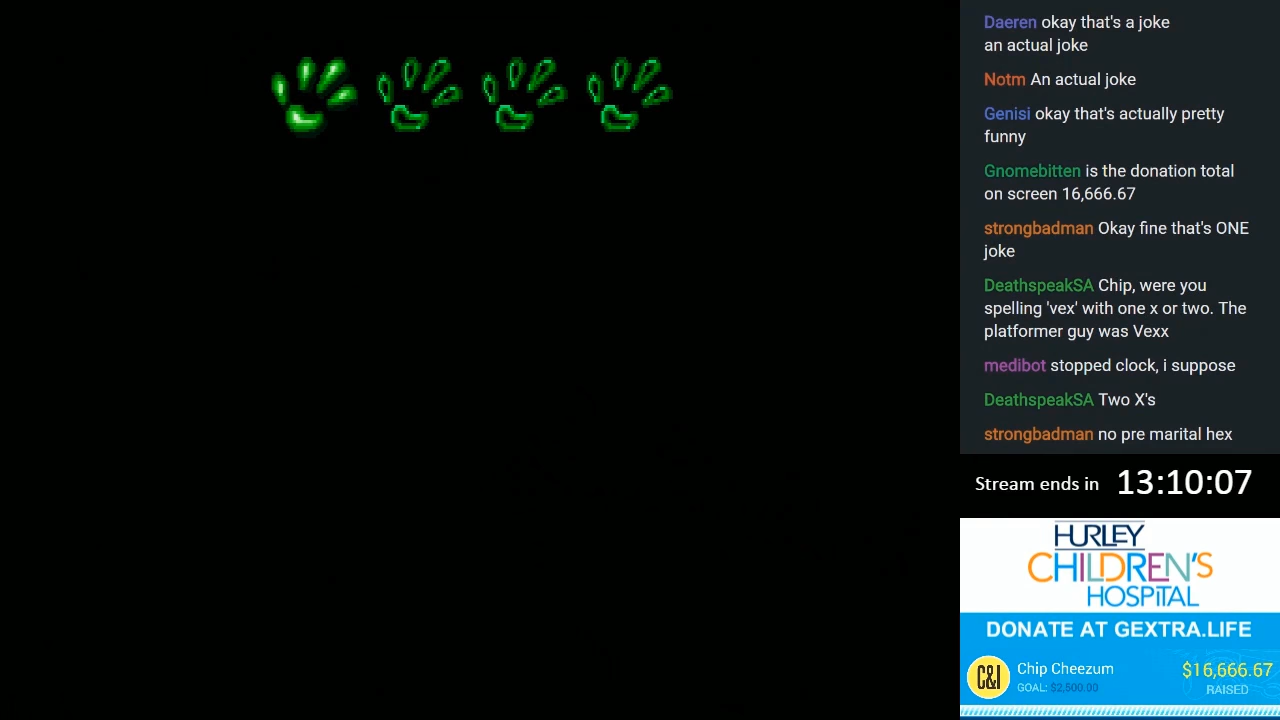 Daeren okay that's a joke
an actual joke
Notm An actual joke
Genisi okay that's actually pretty
funny
Gnomebitten is the donation total
on screen 16,666.67
strongbadman Okay fine that's ONE
joke
DeathspeakSA Chip, were you
spelling 'vex' with one x or two. The
platformer guy was Vexx
medibot stopped clock, i suppose
DeathspeakSA Two X's
strongbadman no pre marital hex
Stream ends in 13:10:07
HURLEY
CHILDREN'S
HOSPITAL
DONATE AT GEXTRA.LIFE
C&I Chip Cheezum $16,666.67
GOAL: $2,500.00 RAISED